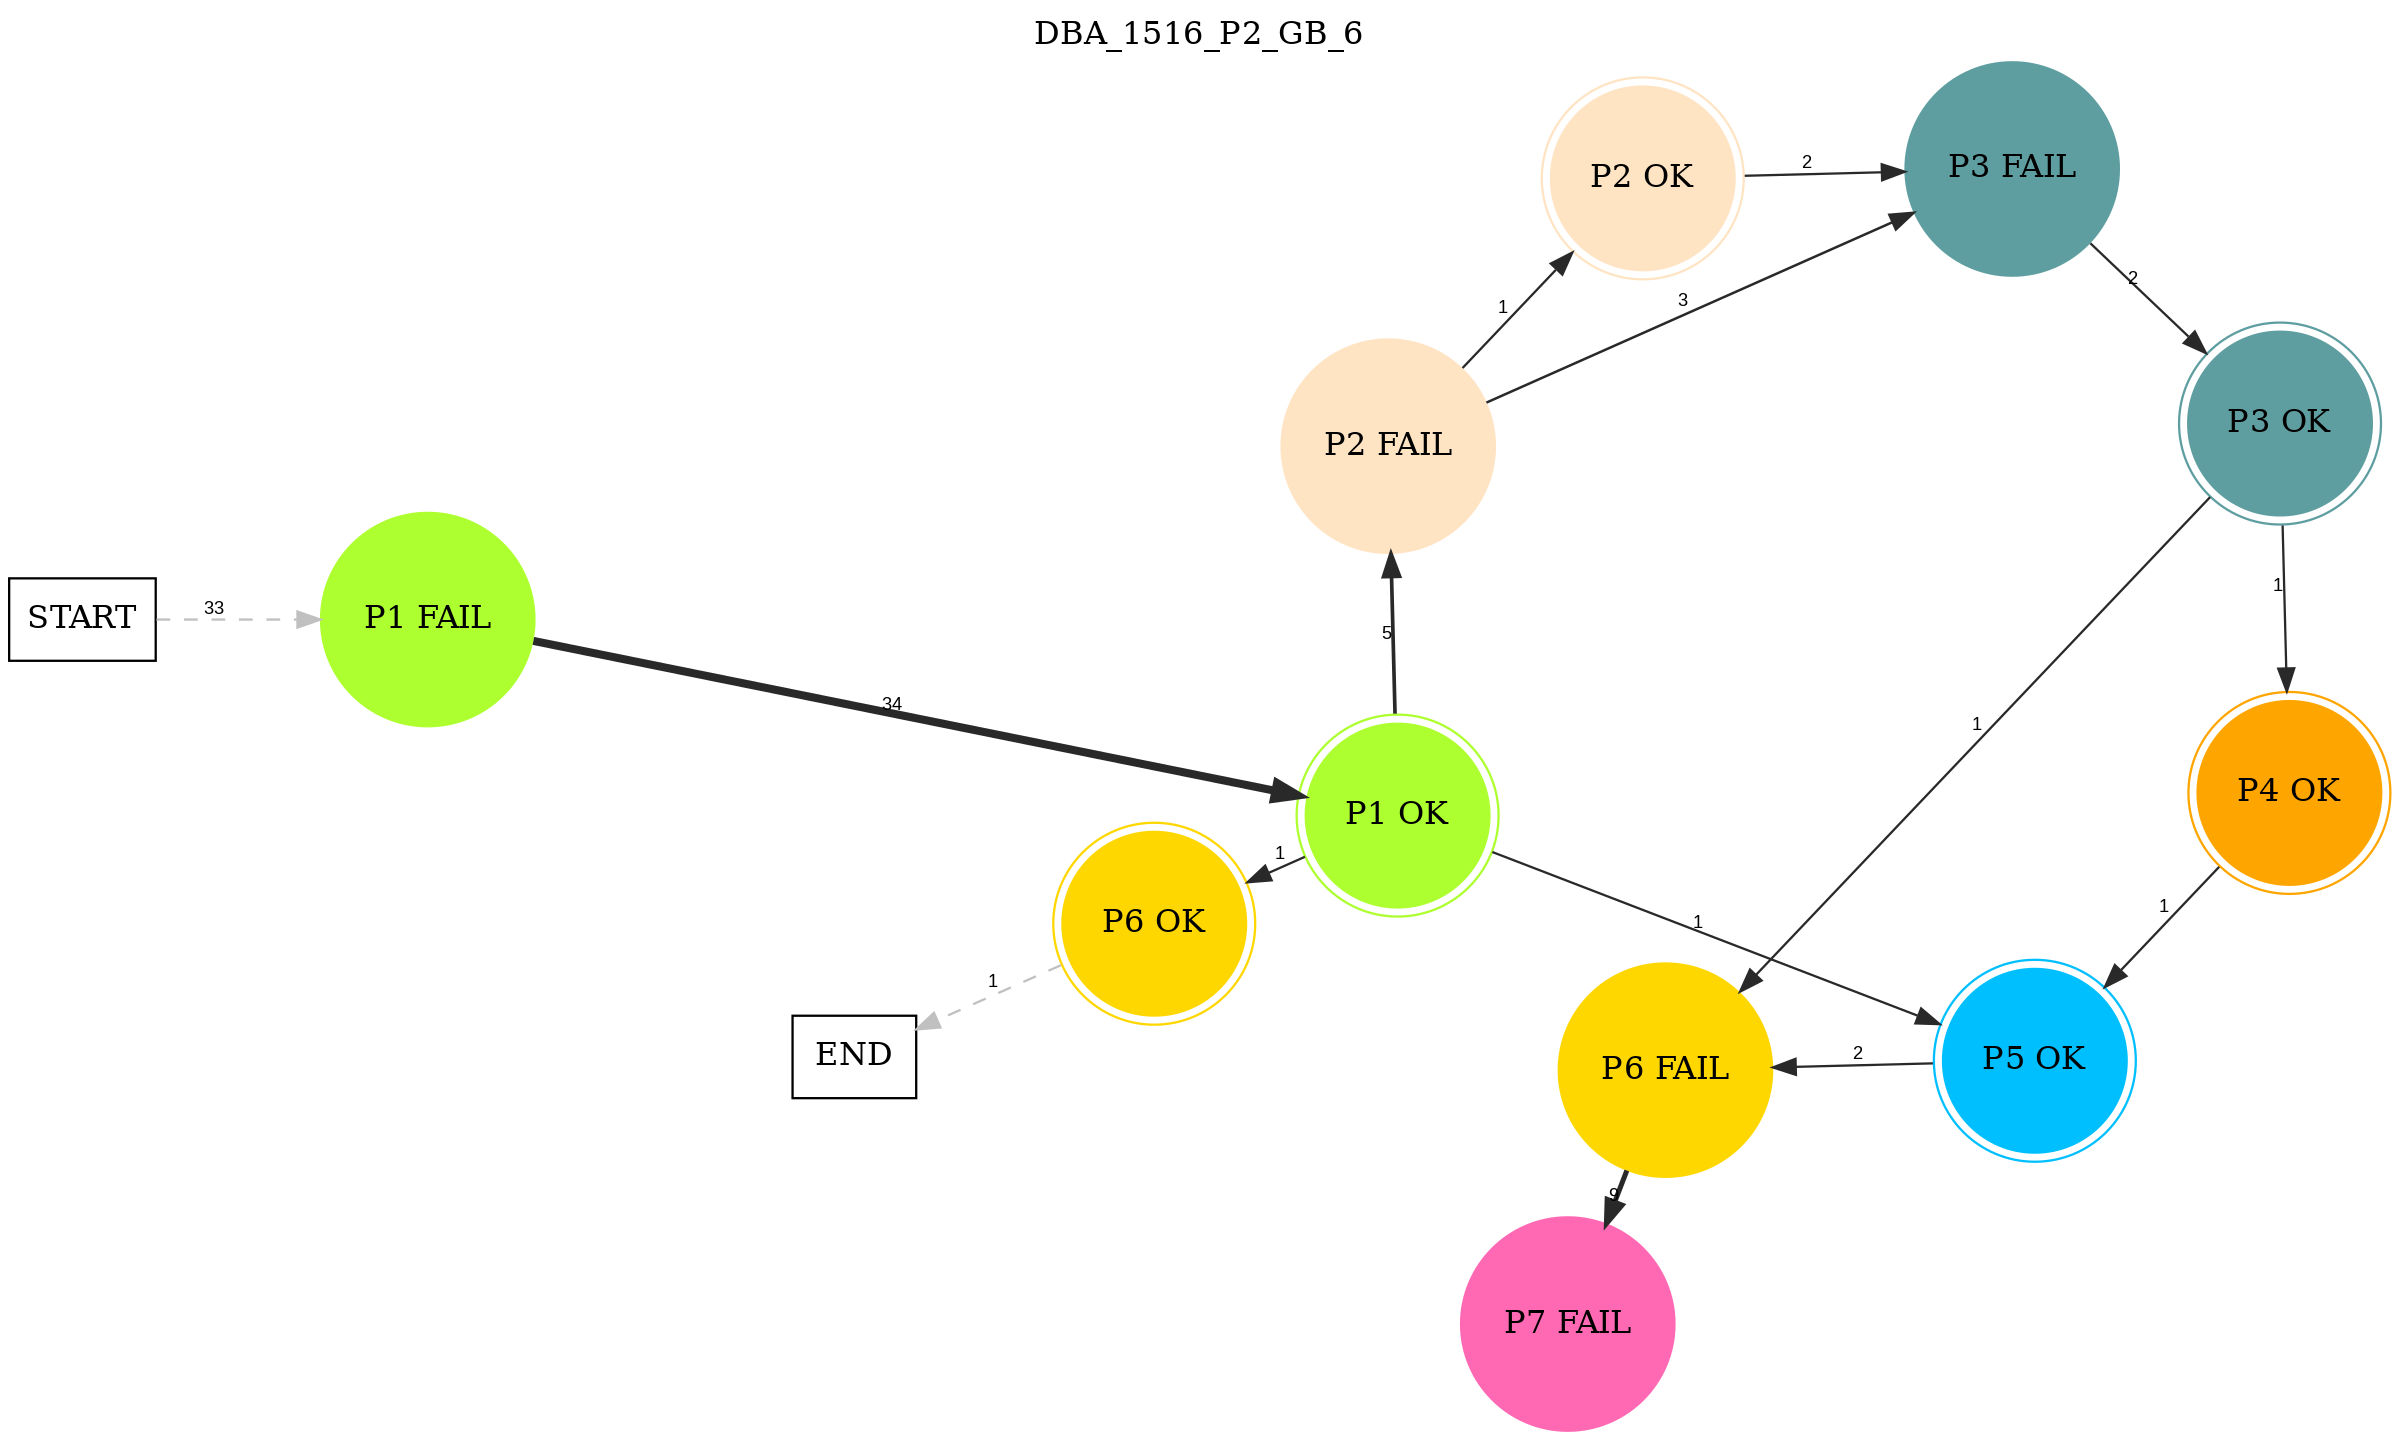 DBA_1516_P2_GB_6
P2 OK
2
P3 FAIL
2
1
3
P2 FAIL
P3 OK
START
33
P1 FAIL
5
1
34
1
P4 OK
P1 OK
1
P6 OK
1
1
1
END
P6 FAIL
2
P5 OK
9
P7 FAIL